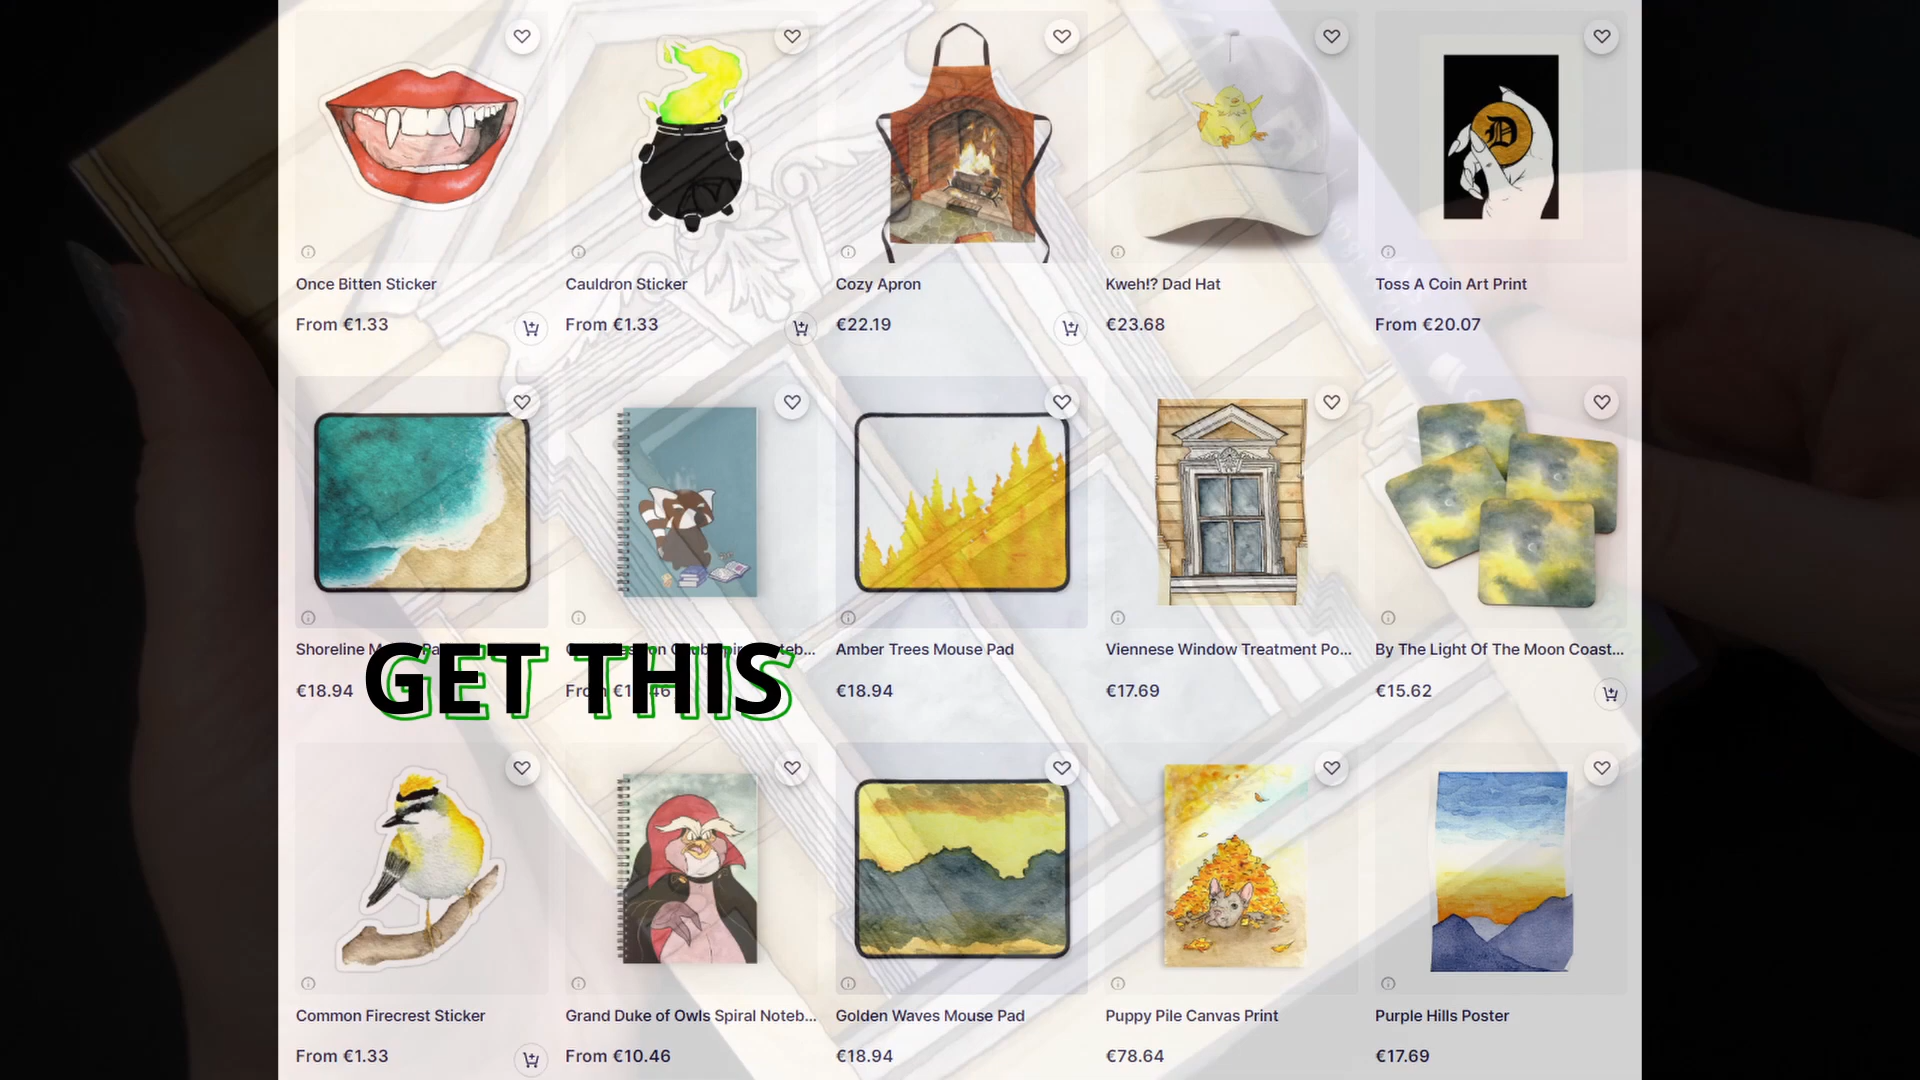 Once Bitten Sticker
From €1.33
Cauldron Sticker
From €1.33
Cozy Apron
€22.19
Kweh!? Dad Hat
€23.68
D
Toss A Coin Art Print
From €20.07
Shoreline
€18.94
Amber Trees Mouse Pad
€18.94
Viennese Window Treatment Po...
€17.69
By The Light Of The Moon Coast...
€15.62
GET THIS
Common Firecrest Sticker
From €1.33
Grand Duke of Owls Spiral Noteb...
From €10.46
Golden Waves Mouse Pad
€18.94
Puppy Pile Canvas Print
€78.64
Purple Hills Poster
€17.69